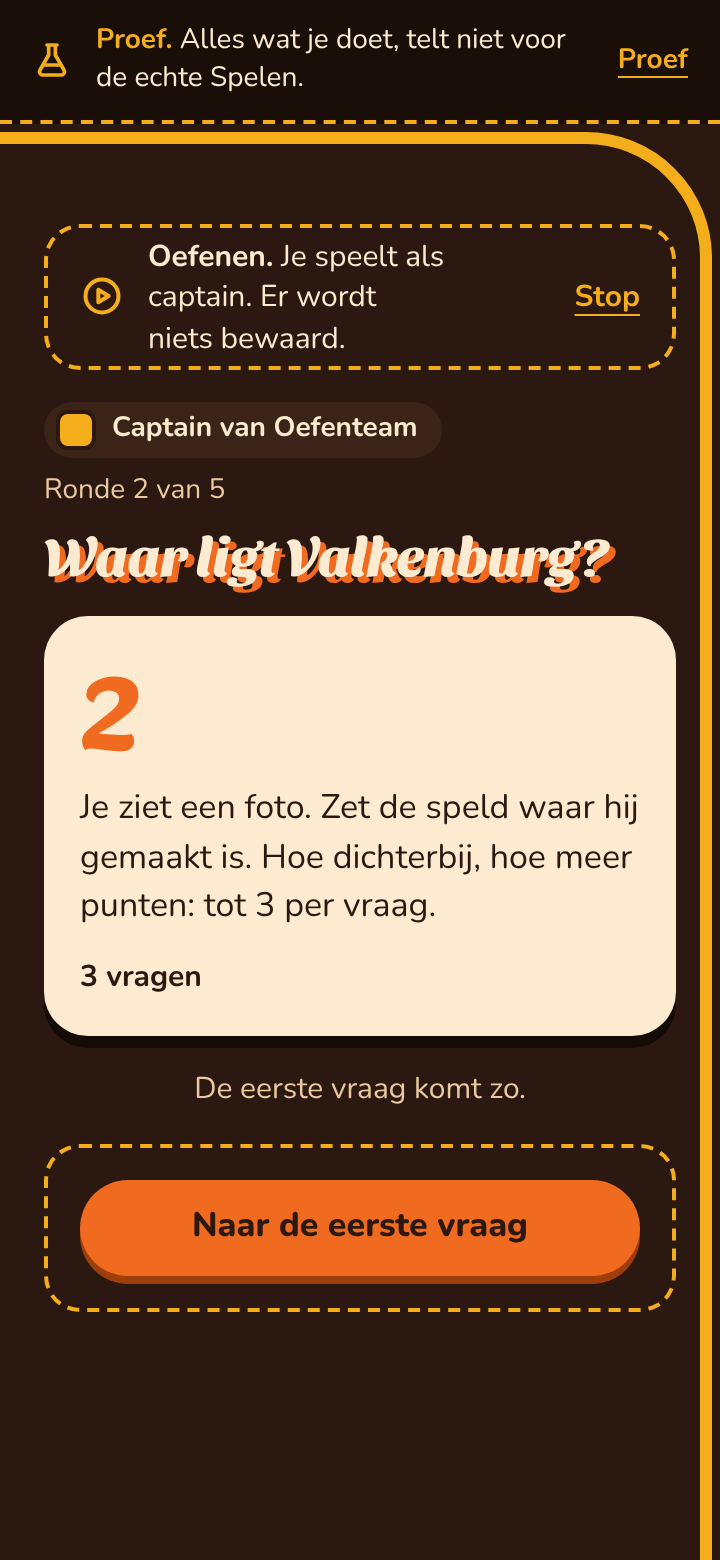 Proef. Alles wat je doet, telt niet voor
de echte Spelen.
Proef
Oefenen. Je speelt als
captain. Er wordt
niets bewaard.
Stop
Captain van Oefenteam
Ronde 2 van 5
Waar ligt Valkenburg?
2
Je ziet een foto. Zet de speld waar hij
gemaakt is. Hoe dichterbij, hoe meer
punten: tot 3 per vraag.
3 vragen
De eerste vraag komt zo.
Naar de eerste vraag